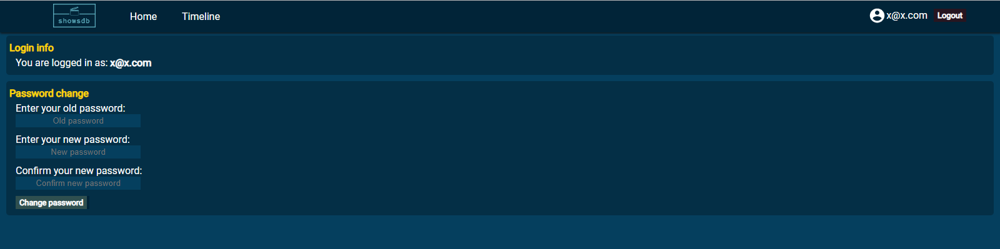 showsdb
Home
Timeline
x@x.com
Logout
Login info
You are logged in as: x@x.com
Password change
Enter your old password:
Old password
Enter your new password:
New password
Confirm your new password:
Confirm new password
Change password